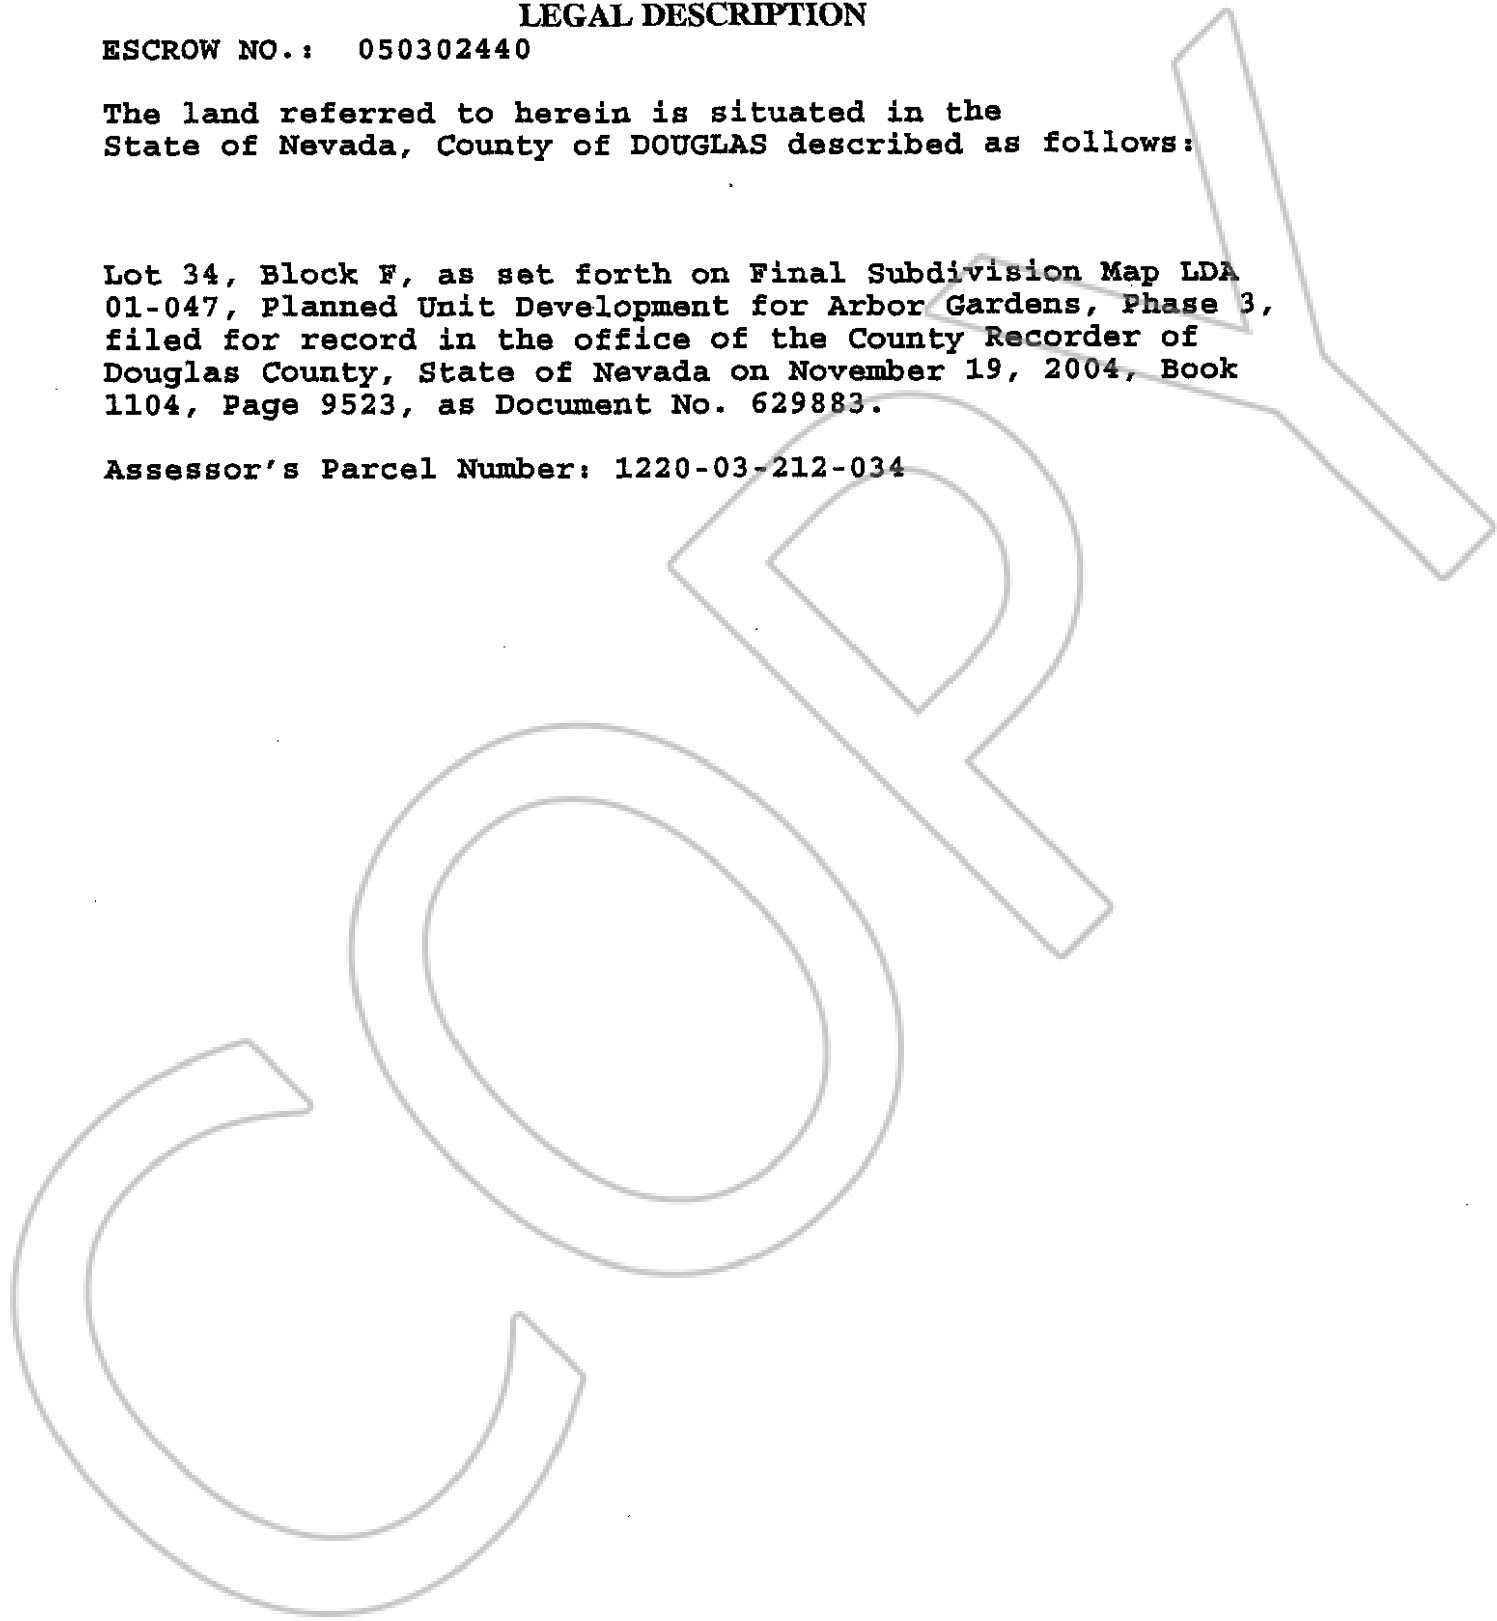 LEGAL DESCRIPTION
ESCROW NO.: 050302440
The land referred to herein is situated in the
State of Nevada, County of DOUGLAS described as follows:
Lot 34, Block F, as set forth on Final Subdivision Map LDA
01-047, Planned Unit Development for Arbor Gardens, Phase 3,
filed for record in the office of the County Recorder of
Douglas County, State of Nevada on November 19, 2004, Book
1104, Page 9523, as Document No. 629883.
Assessor's Parcel Number: 1220-03-212-034
COPY